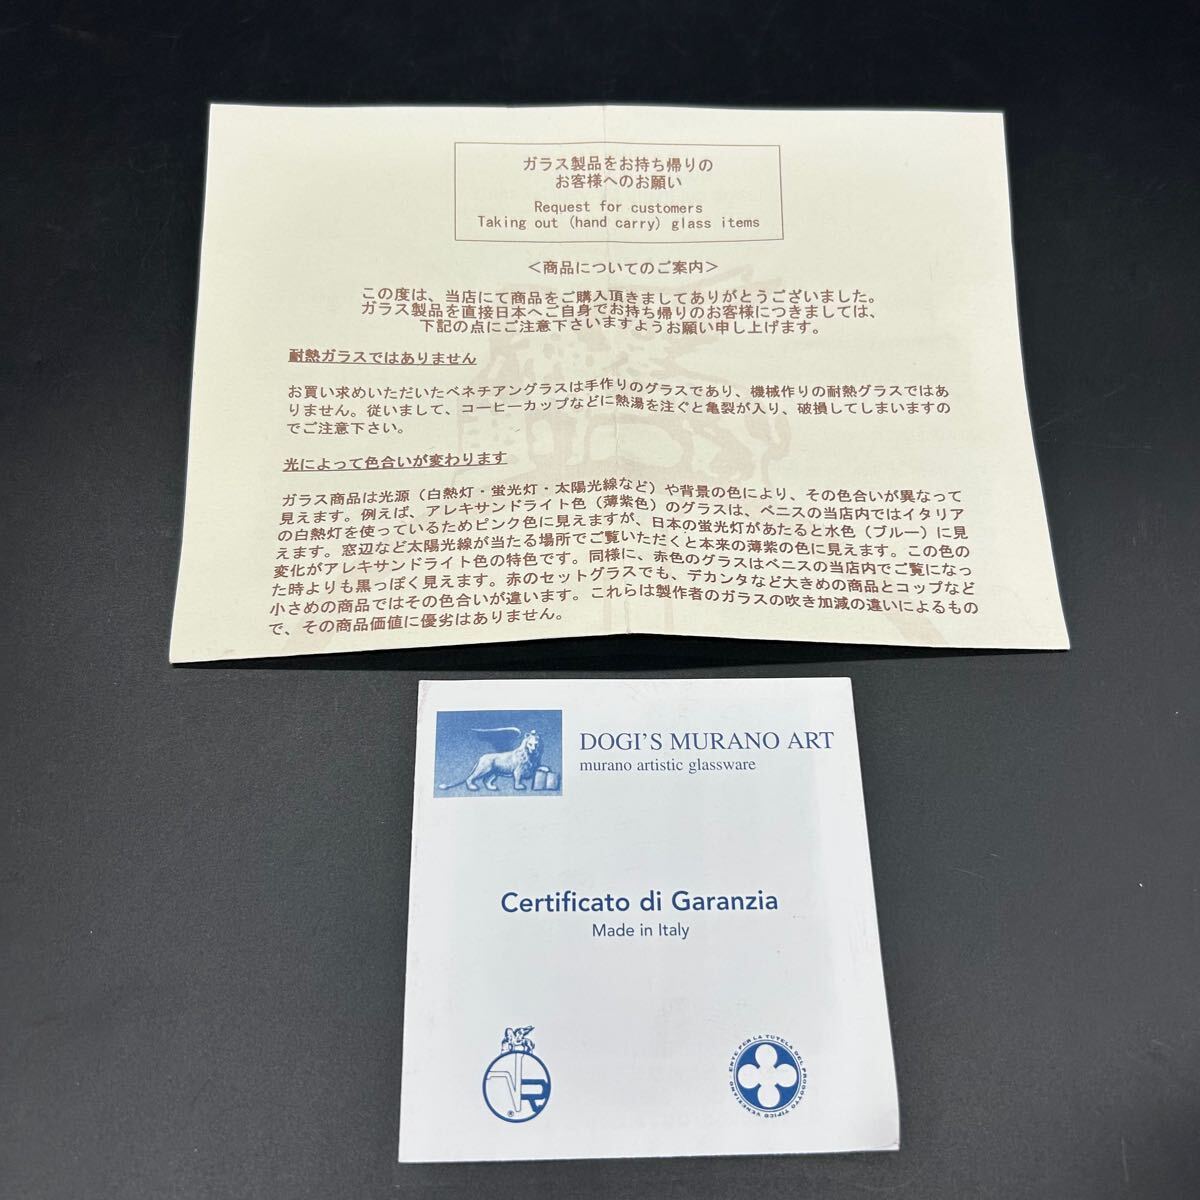 ガラス製品をお持ち帰りの
お客様へのお願い
Request for customers
Taking out (hand carry) glass items
＜商品についてのご案内＞
この度は、当店にて商品をご購入頂きましてありがとうございました。
ガラス製品を直接日本へご自身でお持ち帰りのお客様につきましては、
下記の点にご注意下さいますようお願い申し上げます。
耐熱ガラスではありません
お買い求めいただいたベネチアングラスは手作りのグラスであり、機械作りの耐熱グラスではあ
りません。従いまして、コーヒーカップなどに熱湯を注ぐと亀裂が入り、破損してしまいますの
でご注意下さい。
光によって色合いが変わります
ガラス商品は光源（白熱灯・蛍光灯・太陽光線など）や背景の色により、その色合いが異なって
見えます。例えば、アレキサンドライト色（薄紫色）のグラスは、ベニスの当店内ではイタリア
の白熱灯を使っているためピンク色に見えますが、日本の蛍光灯があたると水色（ブルー）に見
えます。窓辺など太陽光線が当たる場所でご覧いただくと本来の薄紫の色に見えます。この色の
変化がアレキサンドライト色の特色です。同様に、赤色のグラスはベニスの当店内でご覧になっ
た時よりも黒っぽく見えます。赤のセットグラスでも、デカンタなど大きめの商品とコップなど
小さめの商品ではその色合いが違います。これらは製作者のガラスの吹き加減の違いによるもの
で、その商品価値に優劣はありません。
DOGI'S MURANO ART
murano artistic glassware
Certificato di Garanzia
Made in Italy
VR
®
ENTE PER LA TUTELA DEL PRODOTTO TIPICO VENEZIANO